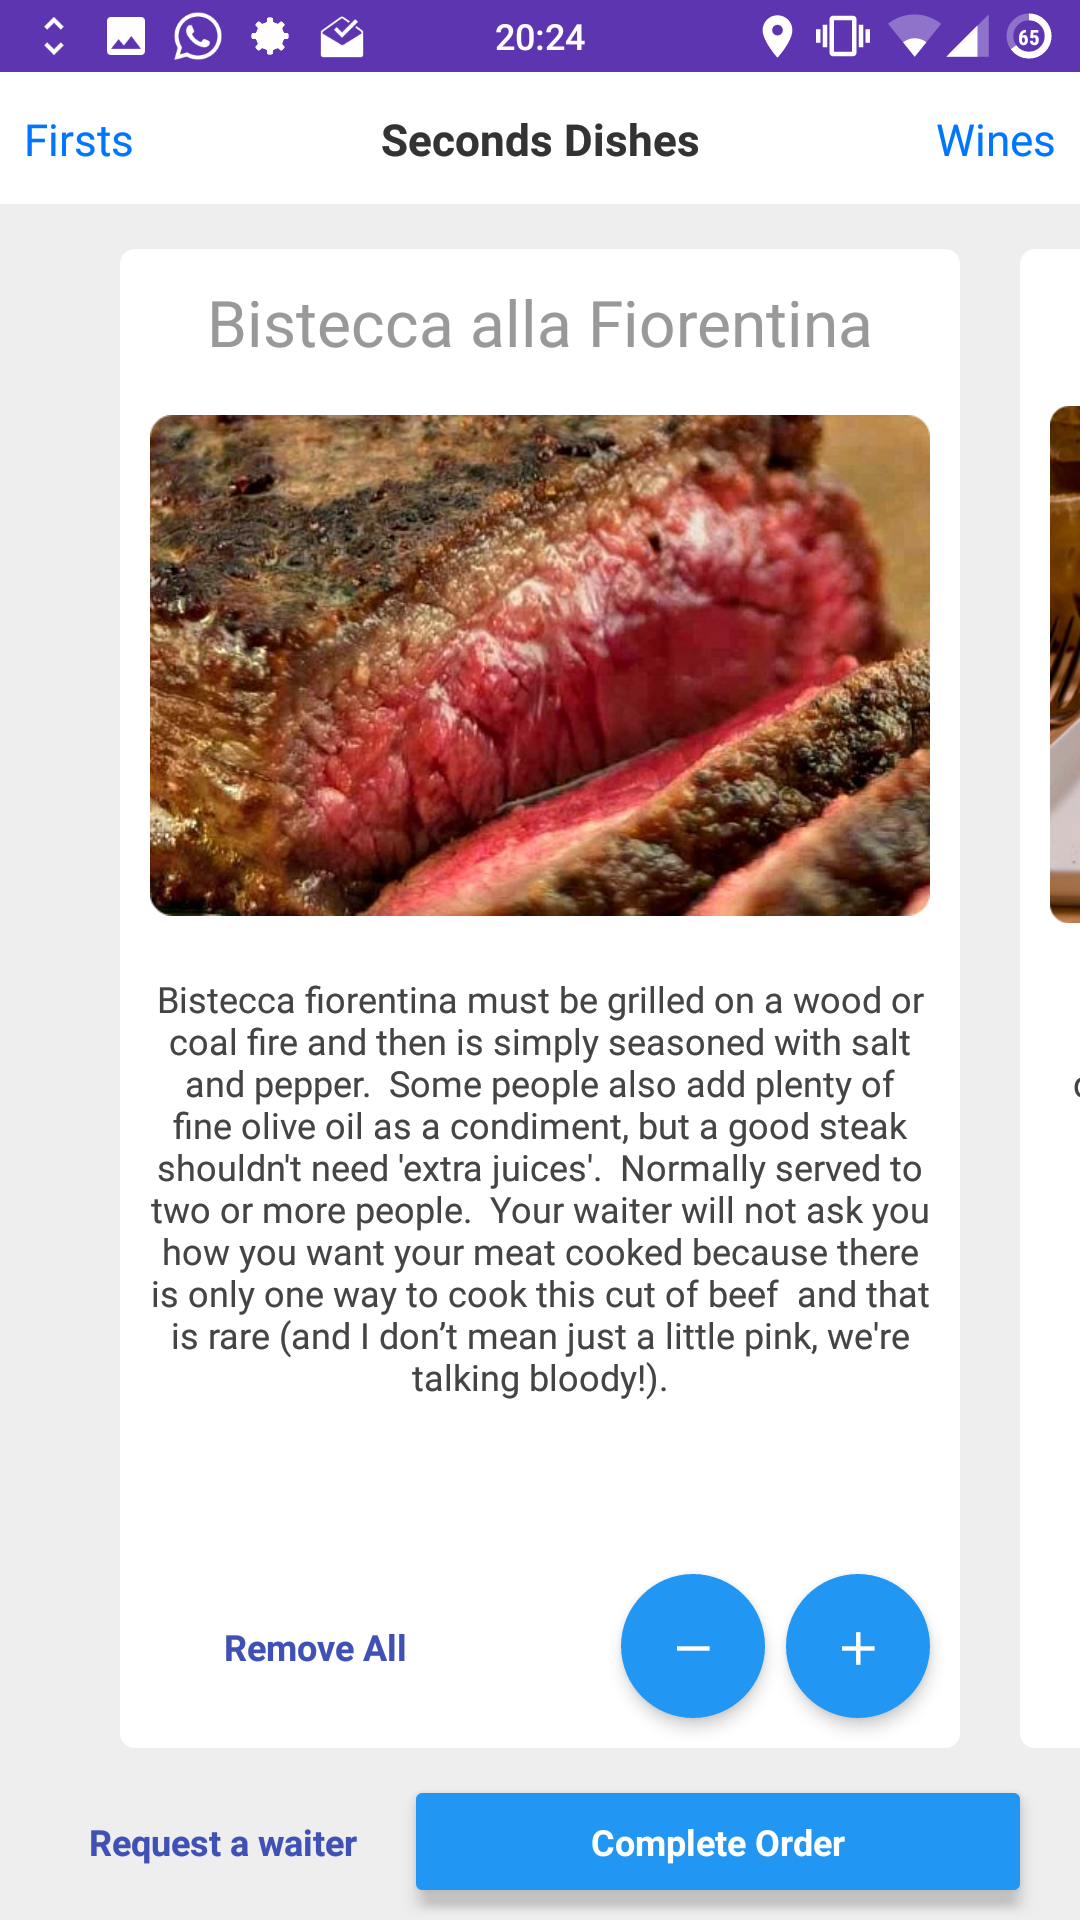 20:24
65
Firsts
Seconds Dishes
Wines
Bistecca alla Fiorentina
Bistecca fiorentina must be grilled on a wood or
coal fire and then is simply seasoned with salt
and pepper.  Some people also add plenty of
fine olive oil as a condiment, but a good steak
shouldn't need 'extra juices'.  Normally served to
two or more people.  Your waiter will not ask you
how you want your meat cooked because there
is only one way to cook this cut of beef  and that
is rare (and I don’t mean just a little pink, we're
talking bloody!).
Remove All
Request a waiter
Complete Order